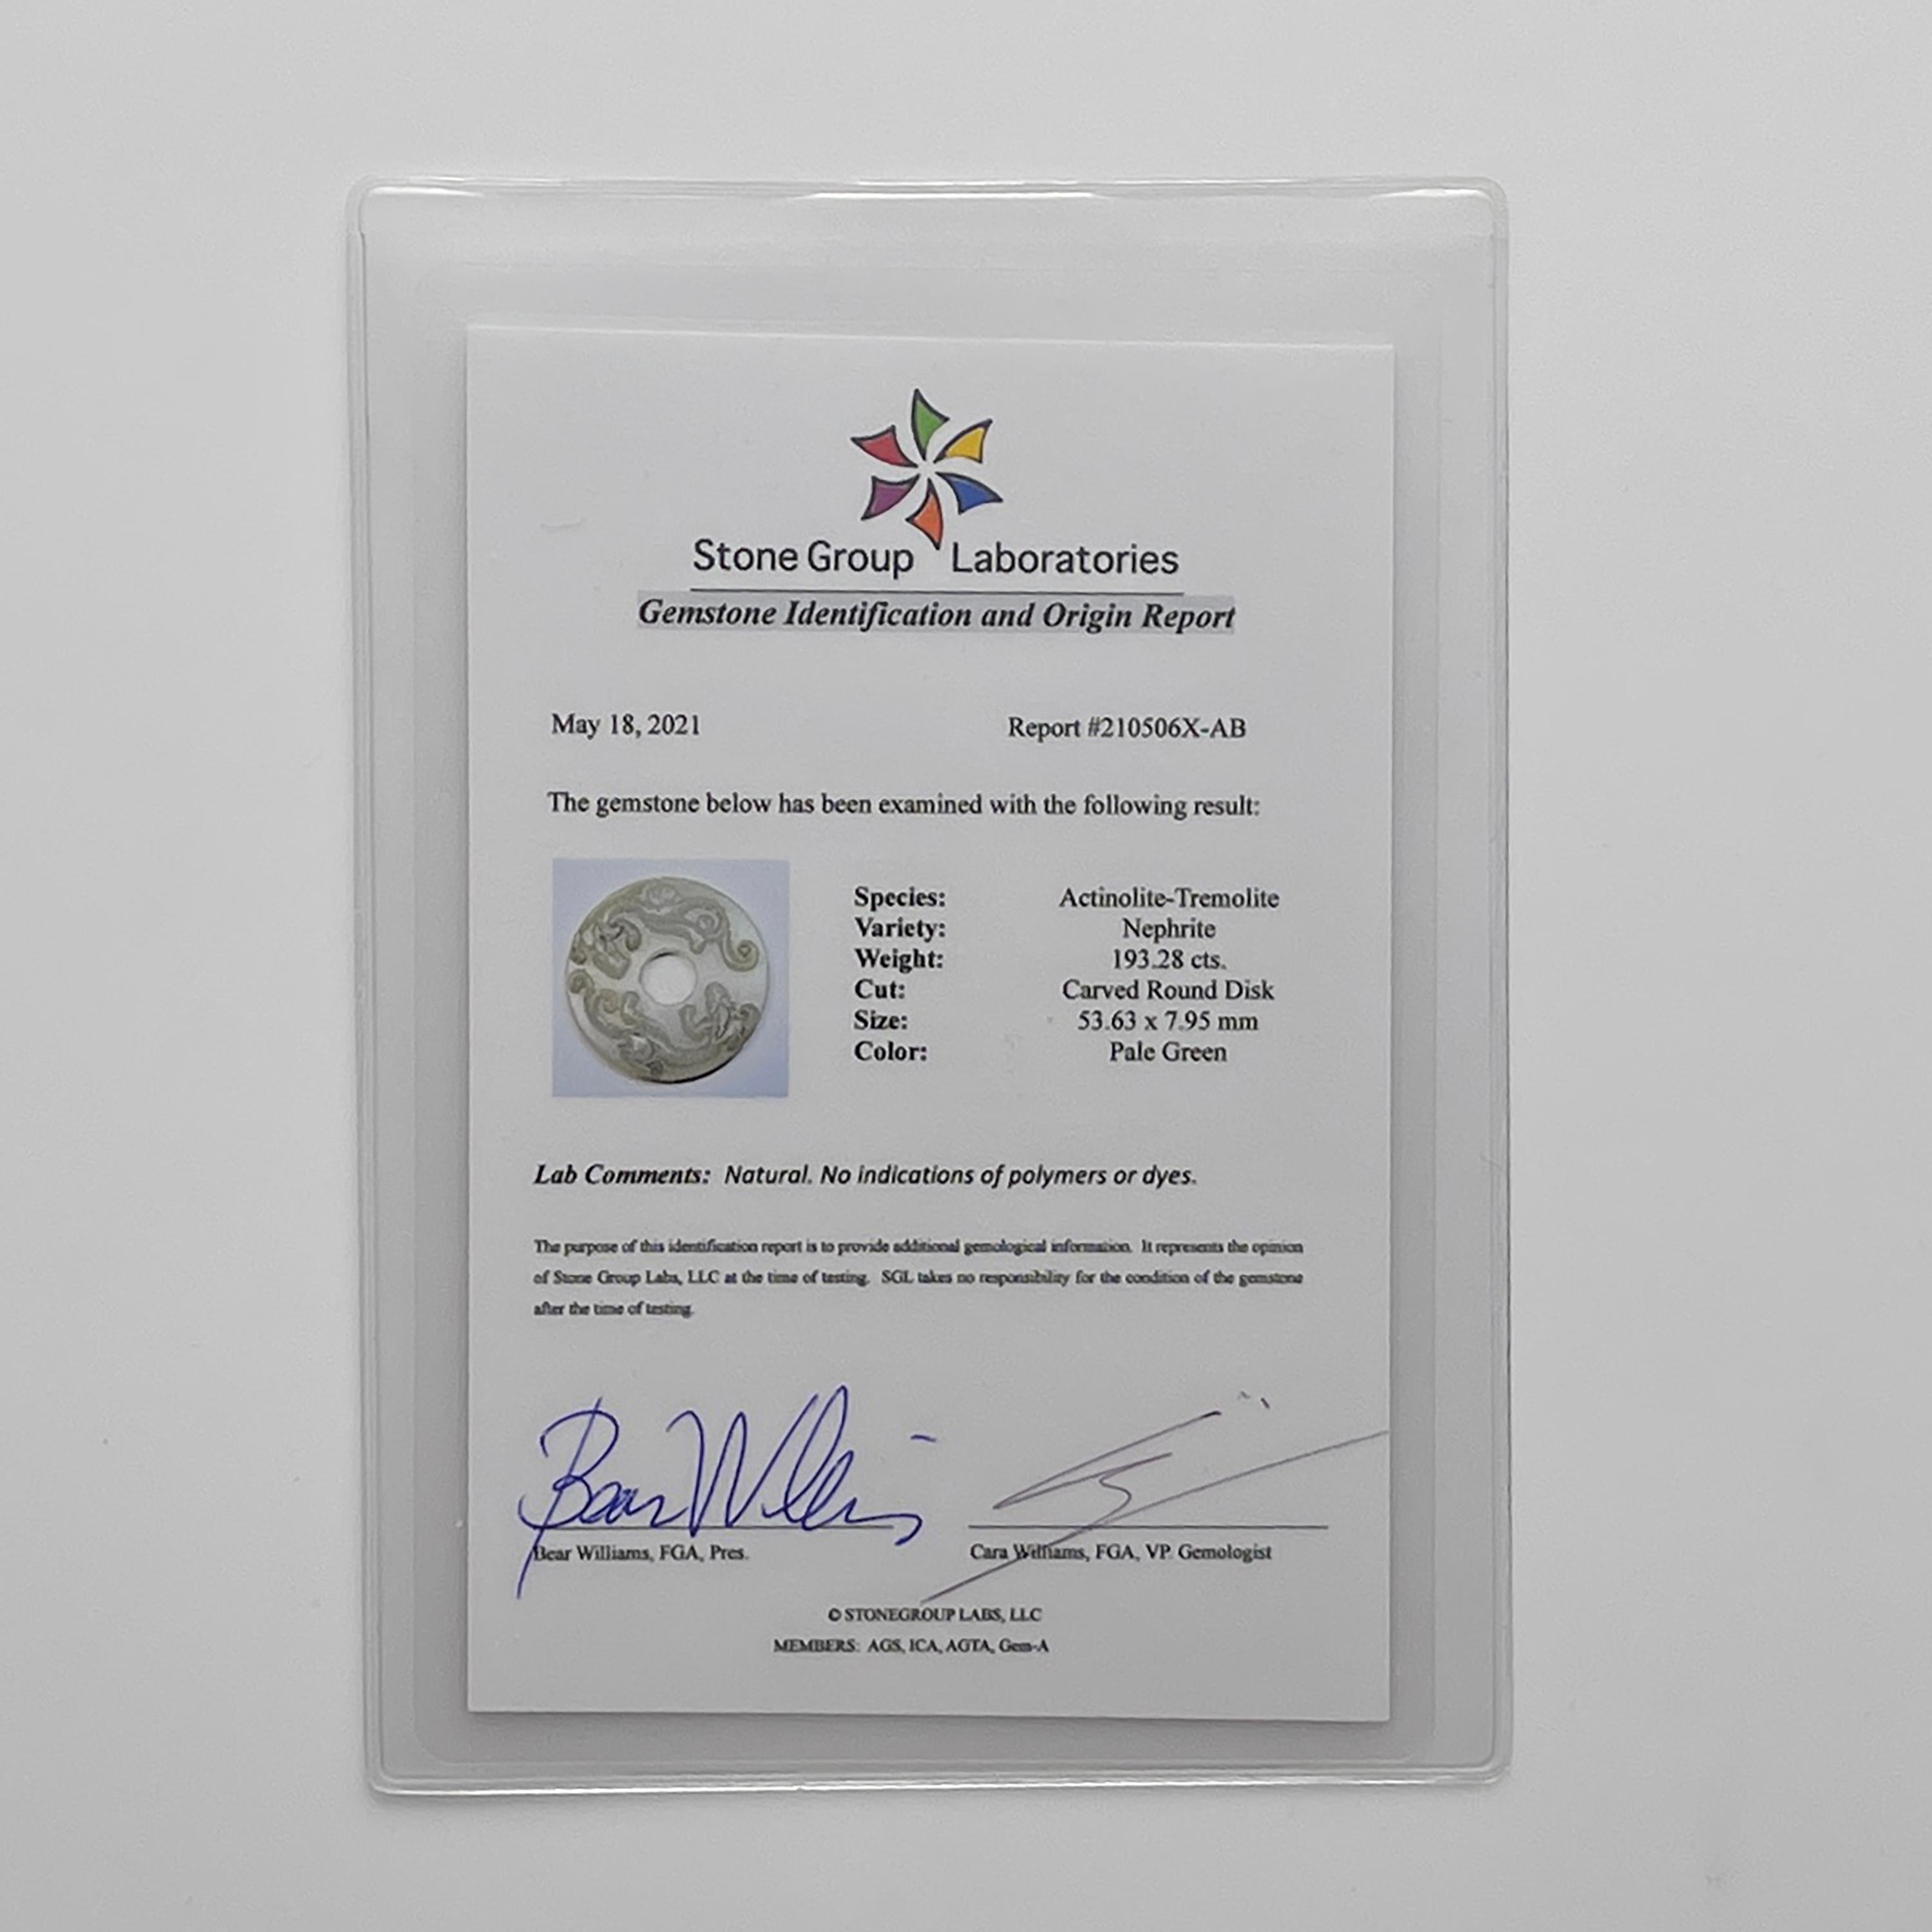 Stone Group Laboratories
Gemstone Identification and Origin Report
May 18, 2021 Report #210506X-AB
The gemstone below has been examined with the following result:
Species: Actinolite-Tremolite
Variety: Nephrite
Weight: 193.28 cts.
Cut: Carved Round Disk
Size: 53.63 x 7.95 mm
Color: Pale Green
Lab Comments: Natural. No indications of polymers or dyes.
The purpose of this identification report is to provide additional gemological information. It represents the opinion
of Stone Group Labs, LLC at the time of testing. SGL takes no responsibility for the condition of the gemstone
after the time of testing.
Bear Williams
Bear Williams, FGA, Pres. Cara Williams, FGA, VP. Gemologist
© STONEGROUP LABS, LLC
MEMBERS: AGS, ICA, AGTA, Gem-A